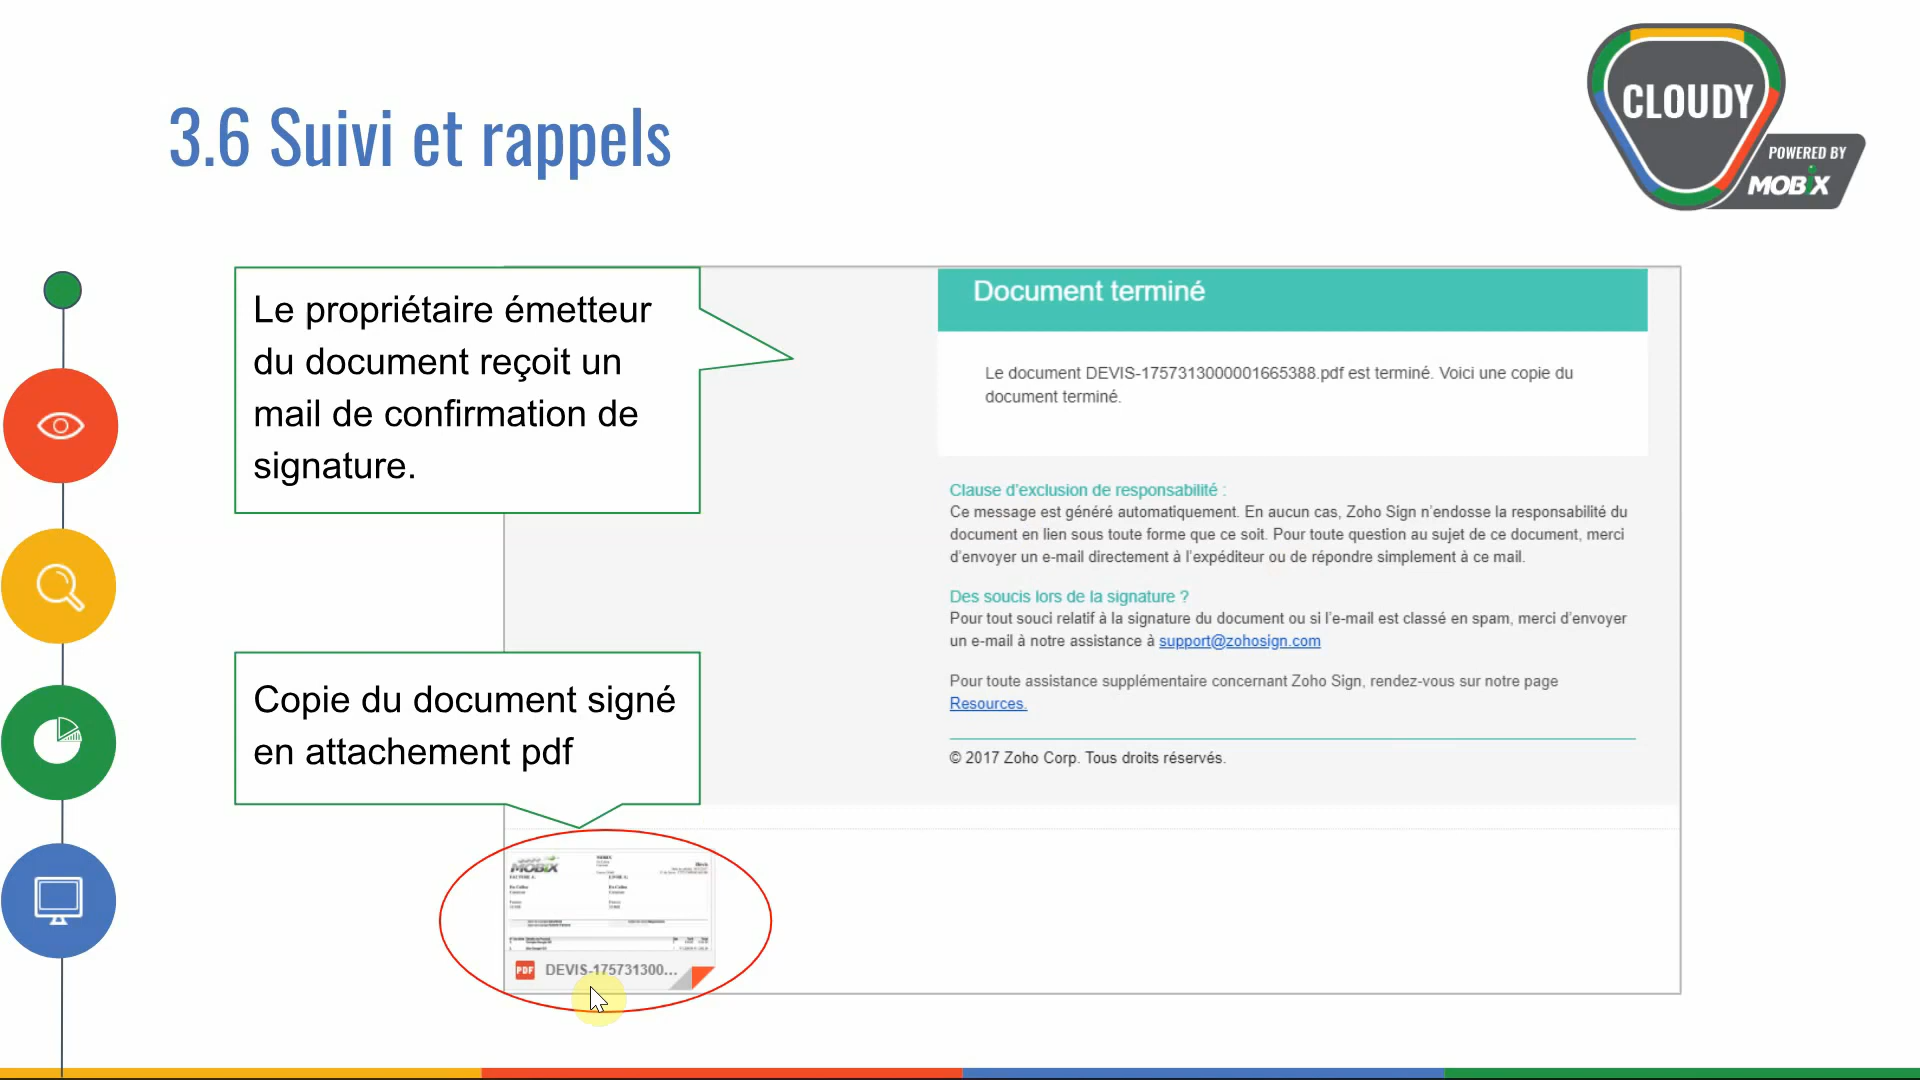 CLOUDY
POWERED BY
MOBIX
3.6 Suivi et rappels
Le propriétaire émetteur
du document reçoit un
mail de confirmation de
signature.
Document terminé
Le document DEVIS-1757313000001665388.pdf est terminé. Voici une copie du
document terminé.
Clause d'exclusion de responsabilité :
Ce message est généré automatiquement. En aucun cas, Zoho Sign n'endosse la responsabilité du
document en lien sous toute forme que ce soit. Pour toute question au sujet de ce document, merci
d'envoyer un e-mail directement à l'expéditeur ou de répondre simplement à ce mail.
Des soucis lors de la signature ?
Pour tout souci relatif à la signature du document ou si l'e-mail est classé en spam, merci d'envoyer
un e-mail à notre assistance à support@zohosign.com
Pour toute assistance supplémentaire concernant Zoho Sign, rendez-vous sur notre page
Resources.
© 2017 Zoho Corp. Tous droits réservés.
Copie du document signé
en attachement pdf
MOBIX
PDF DEVIS-175731300...